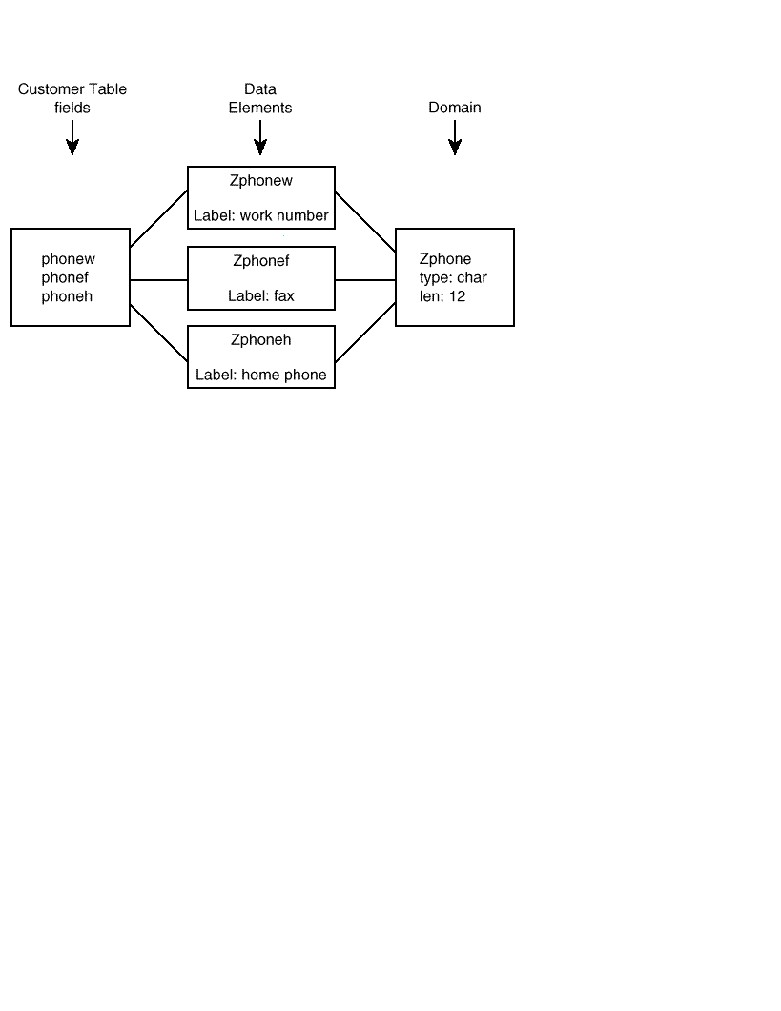 Customer Table
fields
Data
Elements
Domain
Zphonew
Label: work number
phonew
phonef
phoneh
Zphonef
Label: fax
Zphoneh
Label: home phone
Zphone
type: char
len: 12